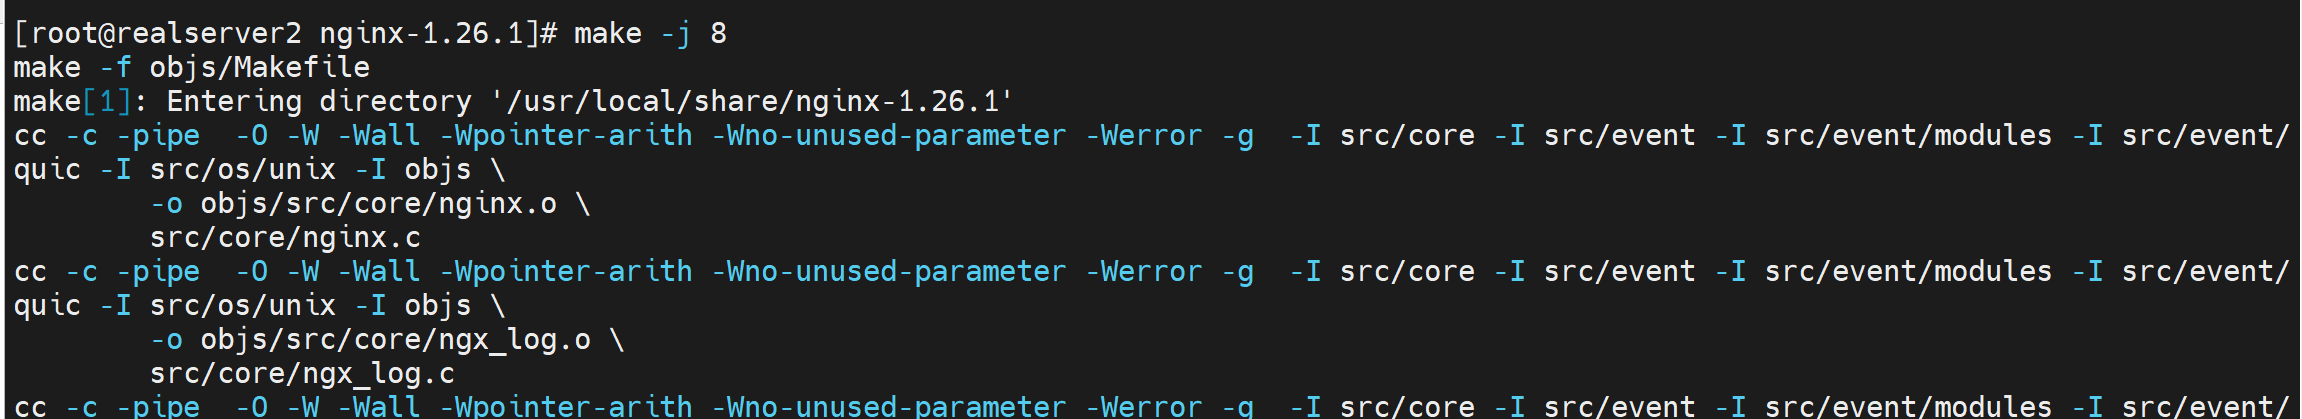 [root@realserver2 nginx-1.26.1]# make -j 8
make -f objs/Makefile
make[1]: Entering directory '/usr/local/share/nginx-1.26.1'
cc -c -pipe  -O -W -Wall -Wpointer-arith -Wno-unused-parameter -Werror -g  -I src/core -I src/event -I src/event/modules -I src/event/
quic -I src/os/unix -I objs \
        -o objs/src/core/nginx.o \
        src/core/nginx.c
cc -c -pipe  -O -W -Wall -Wpointer-arith -Wno-unused-parameter -Werror -g  -I src/core -I src/event -I src/event/modules -I src/event/
quic -I src/os/unix -I objs \
        -o objs/src/core/ngx_log.o \
        src/core/ngx_log.c
cc -c -pipe  -O -W -Wall -Wpointer-arith -Wno-unused-parameter -Werror -g  -I src/core -I src/event -I src/event/modules -I src/event/